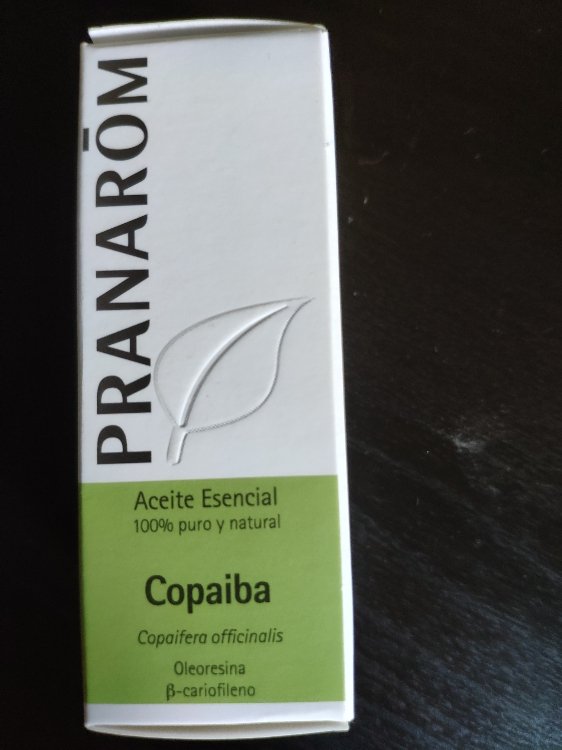 PRANARŌM
Aceite Esencial
100% puro y natural
Copaiba
Copaifera officinalis
Oleoresina
β-cariofileno